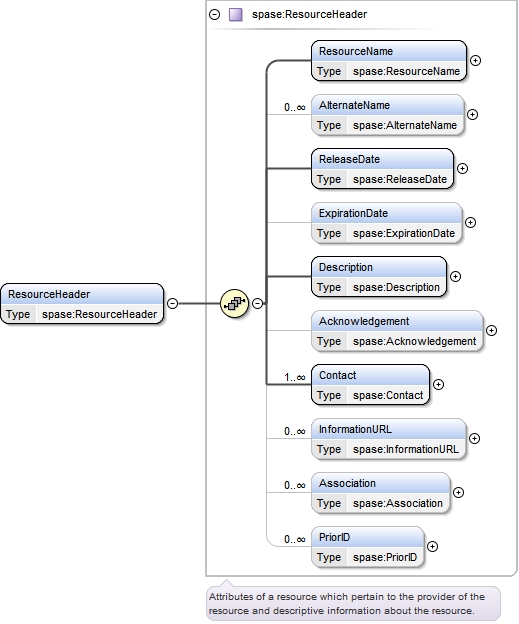 spase:ResourceHeader
ResourceName
Type spase:ResourceName
0..∞
AlternateName
Type spase:AlternateName
ReleaseDate
Type spase:ReleaseDate
ExpirationDate
Type spase:ExpirationDate
ResourceHeader
Type spase:ResourceHeader
Description
Type spase:Description
Acknowledgement
Type spase:Acknowledgement
1..∞
Contact
Type spase:Contact
0..∞
InformationURL
Type spase:InformationURL
0..∞
Association
Type spase:Association
0..∞
PriorID
Type spase:PriorID
Attributes of a resource which pertain to the provider of the
resource and descriptive information about the resource.